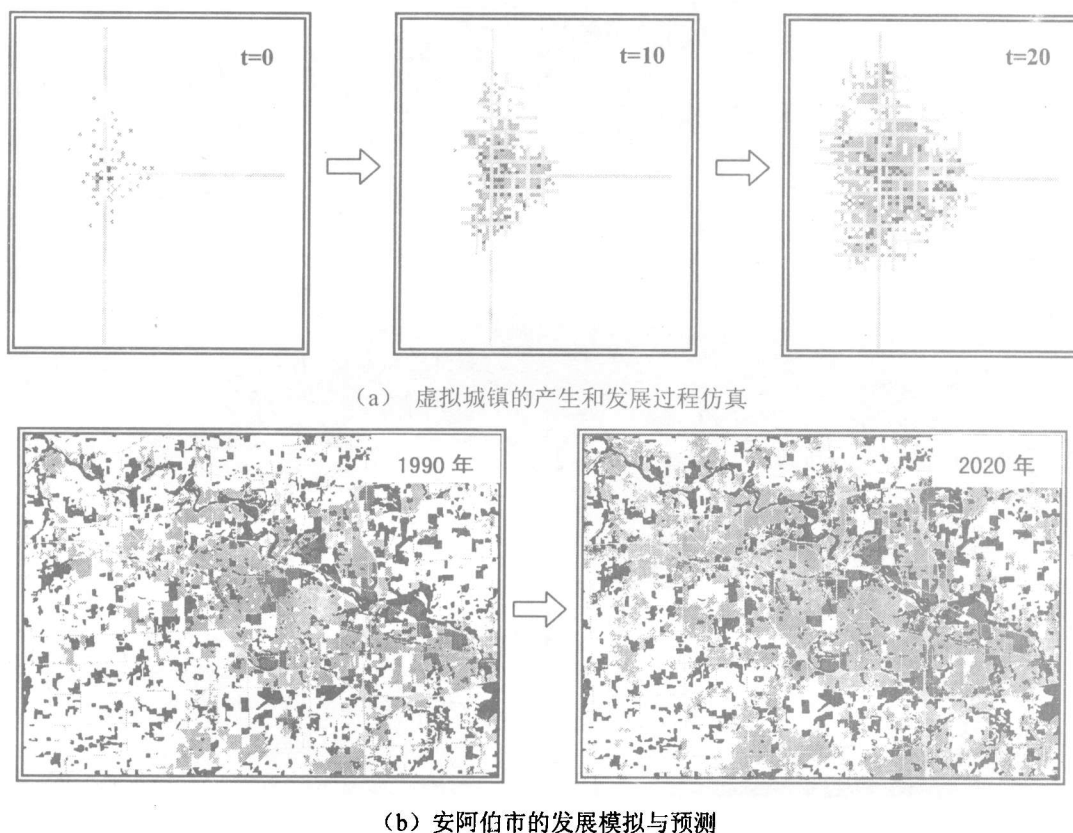 t=0
t=10
t=20
(a) 虚拟城镇的产生和发展过程仿真
1990 年
2020 年
(b) 安阿伯市的发展模拟与预测